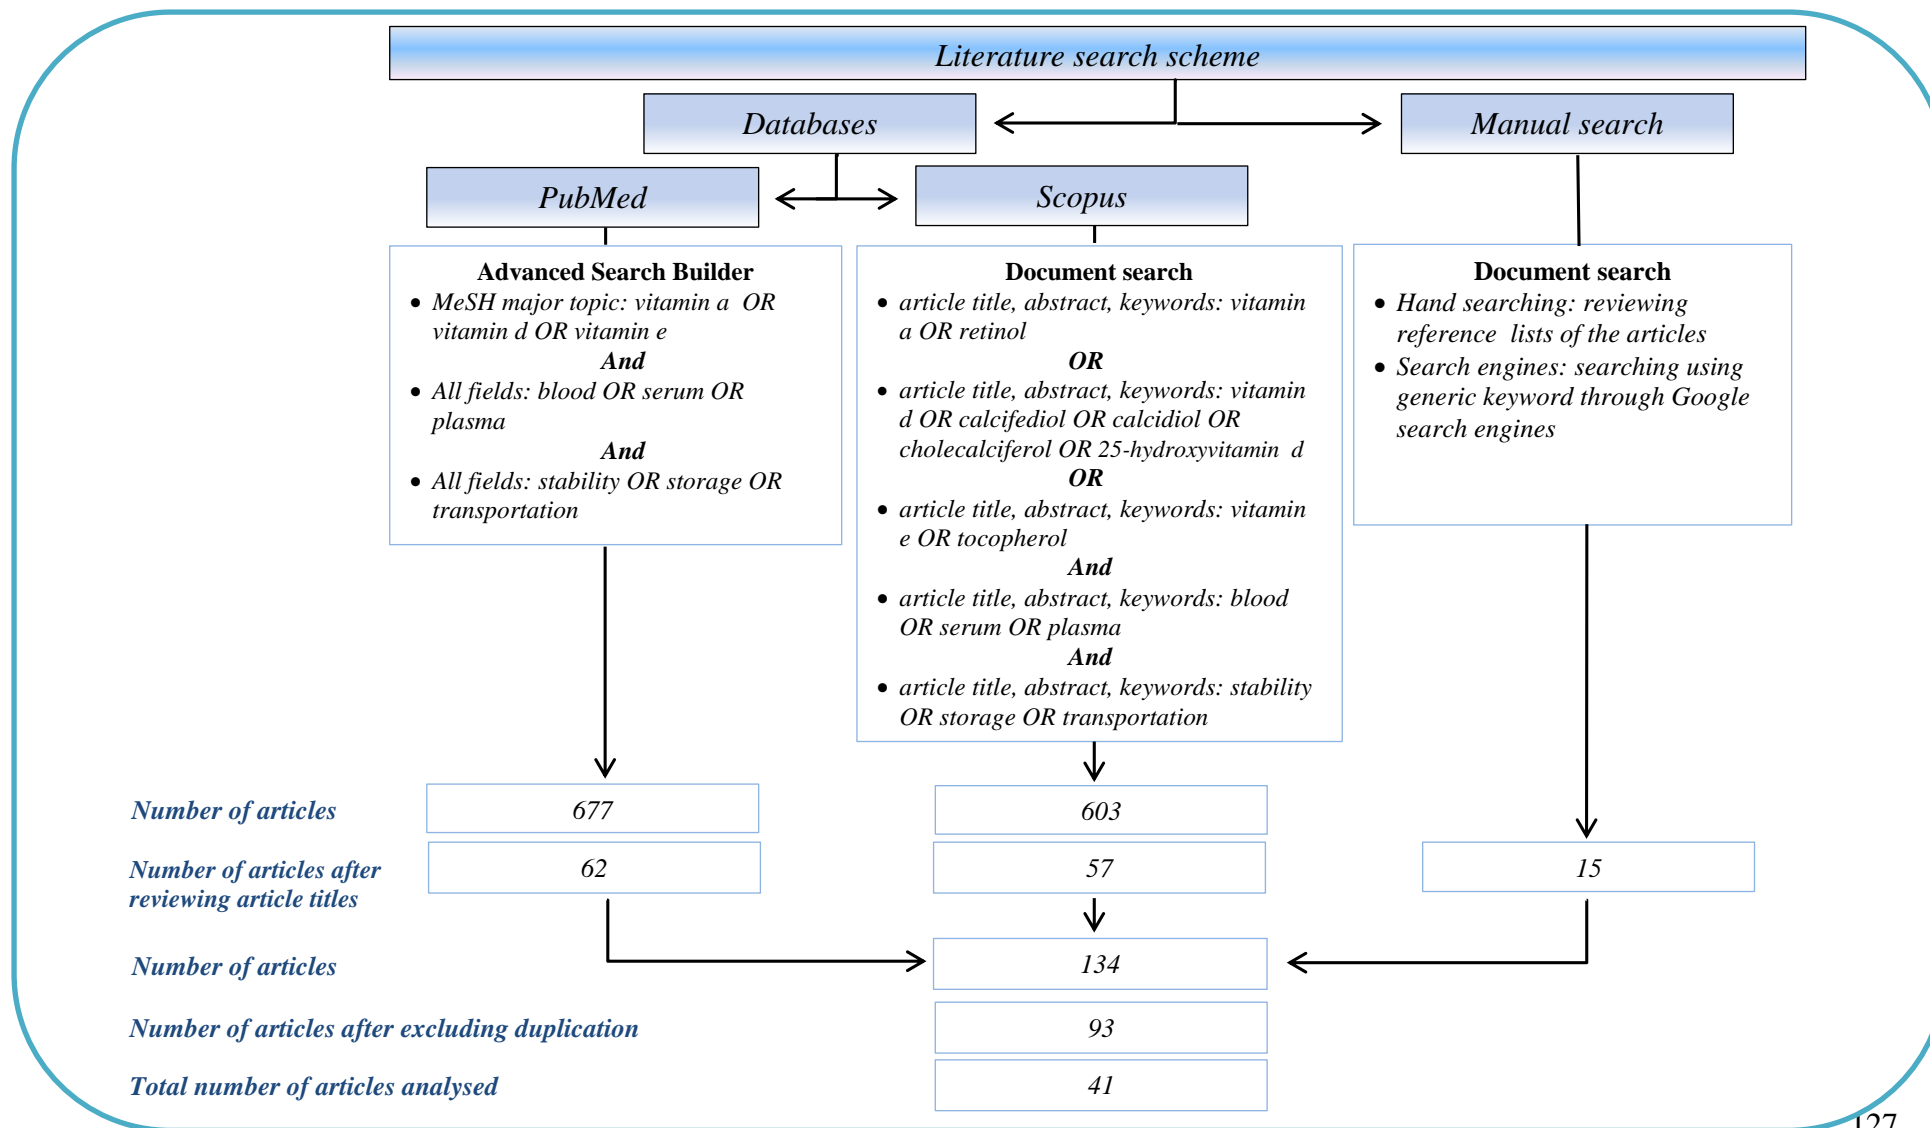 Literature search scheme
Databases
Manual search
PubMed
Scopus
Advanced Search Builder
• MeSH major topic: vitamin a OR
vitamin d OR vitamin e
And
• All fields: blood OR serum OR
plasma
And
• All fields: stability OR storage OR
transportation
Document search
• article title, abstract, keywords: vitamin
a OR retinol
OR
• article title, abstract, keywords: vitamin
d OR calcifediol OR calcidiol OR
cholecalciferol OR 25-hydroxyvitamin d
OR
• article title, abstract, keywords: vitamin
e OR tocopherol
And
• article title, abstract, keywords: blood
OR serum OR plasma
And
• article title, abstract, keywords: stability
OR storage OR transportation
Document search
• Hand searching: reviewing
reference lists of the articles
• Search engines: searching using
generic keyword through Google
search engines
Number of articles
677
603
Number of articles after
reviewing article titles
62
57
15
Number of articles
134
Number of articles after excluding duplication
93
Total number of articles analysed
41
127